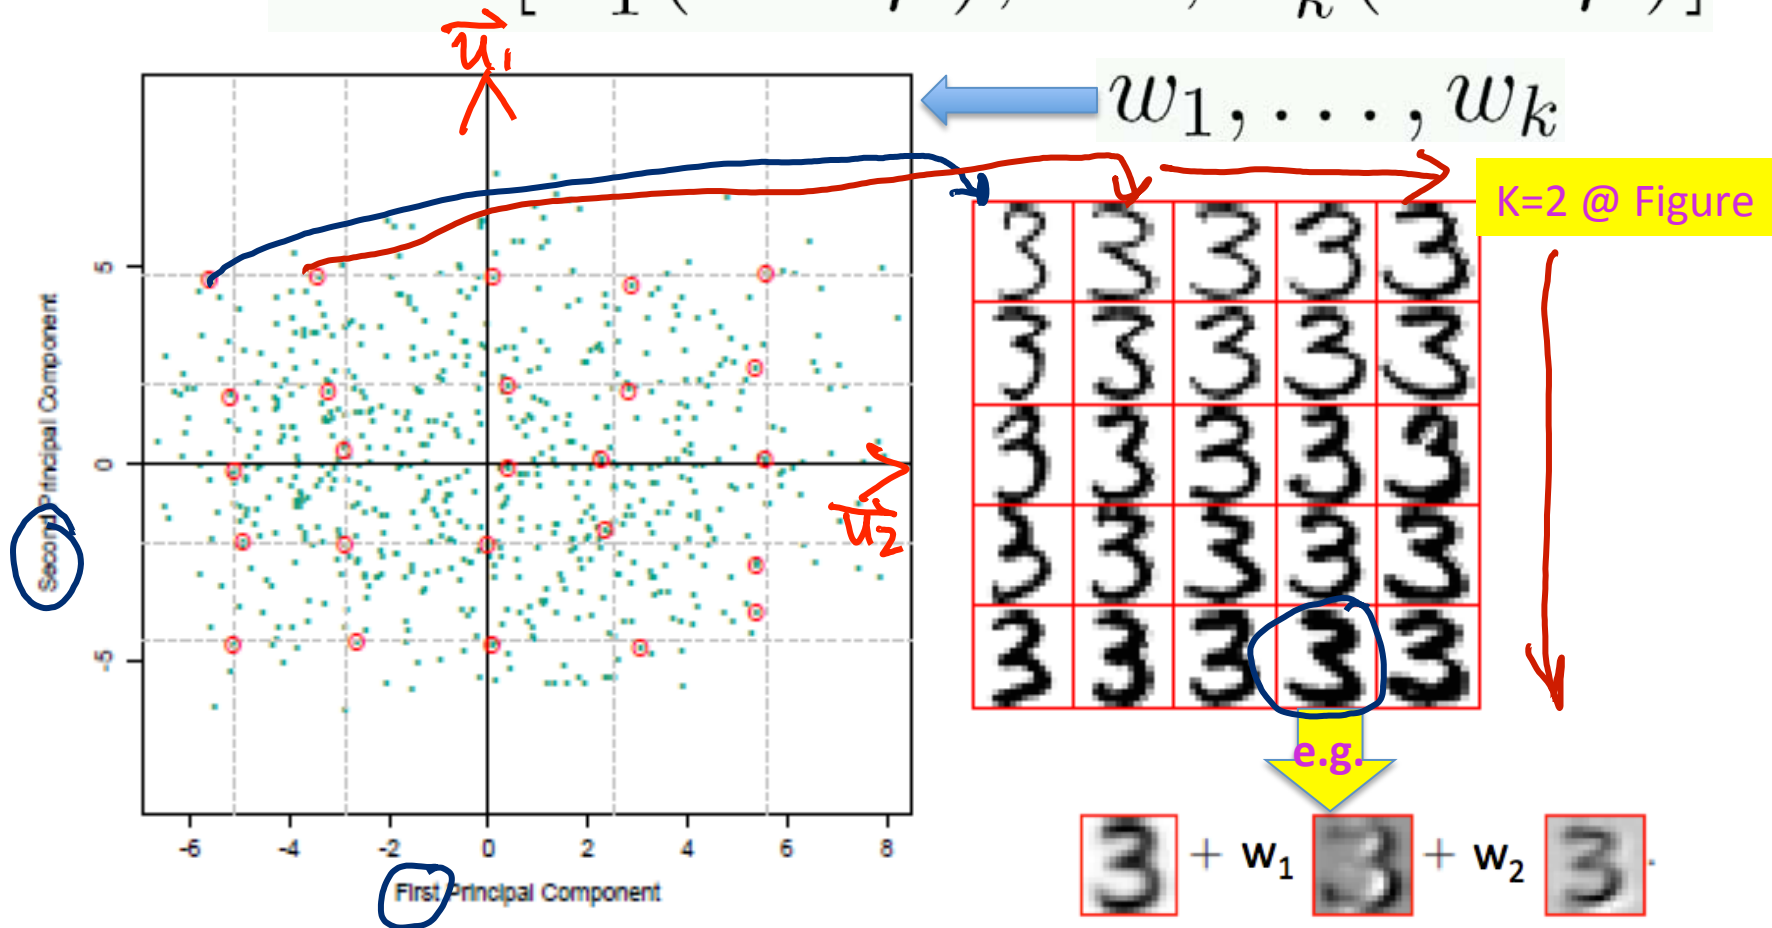 u₁
w₁, . . . , wₖ
K=2 @ Figure
5
0
-5
Second Principal Component
u₂
-6 -4 -2 0 2 4 6 8
First Principal Component
e.g.
+ w₁ + w₂ .